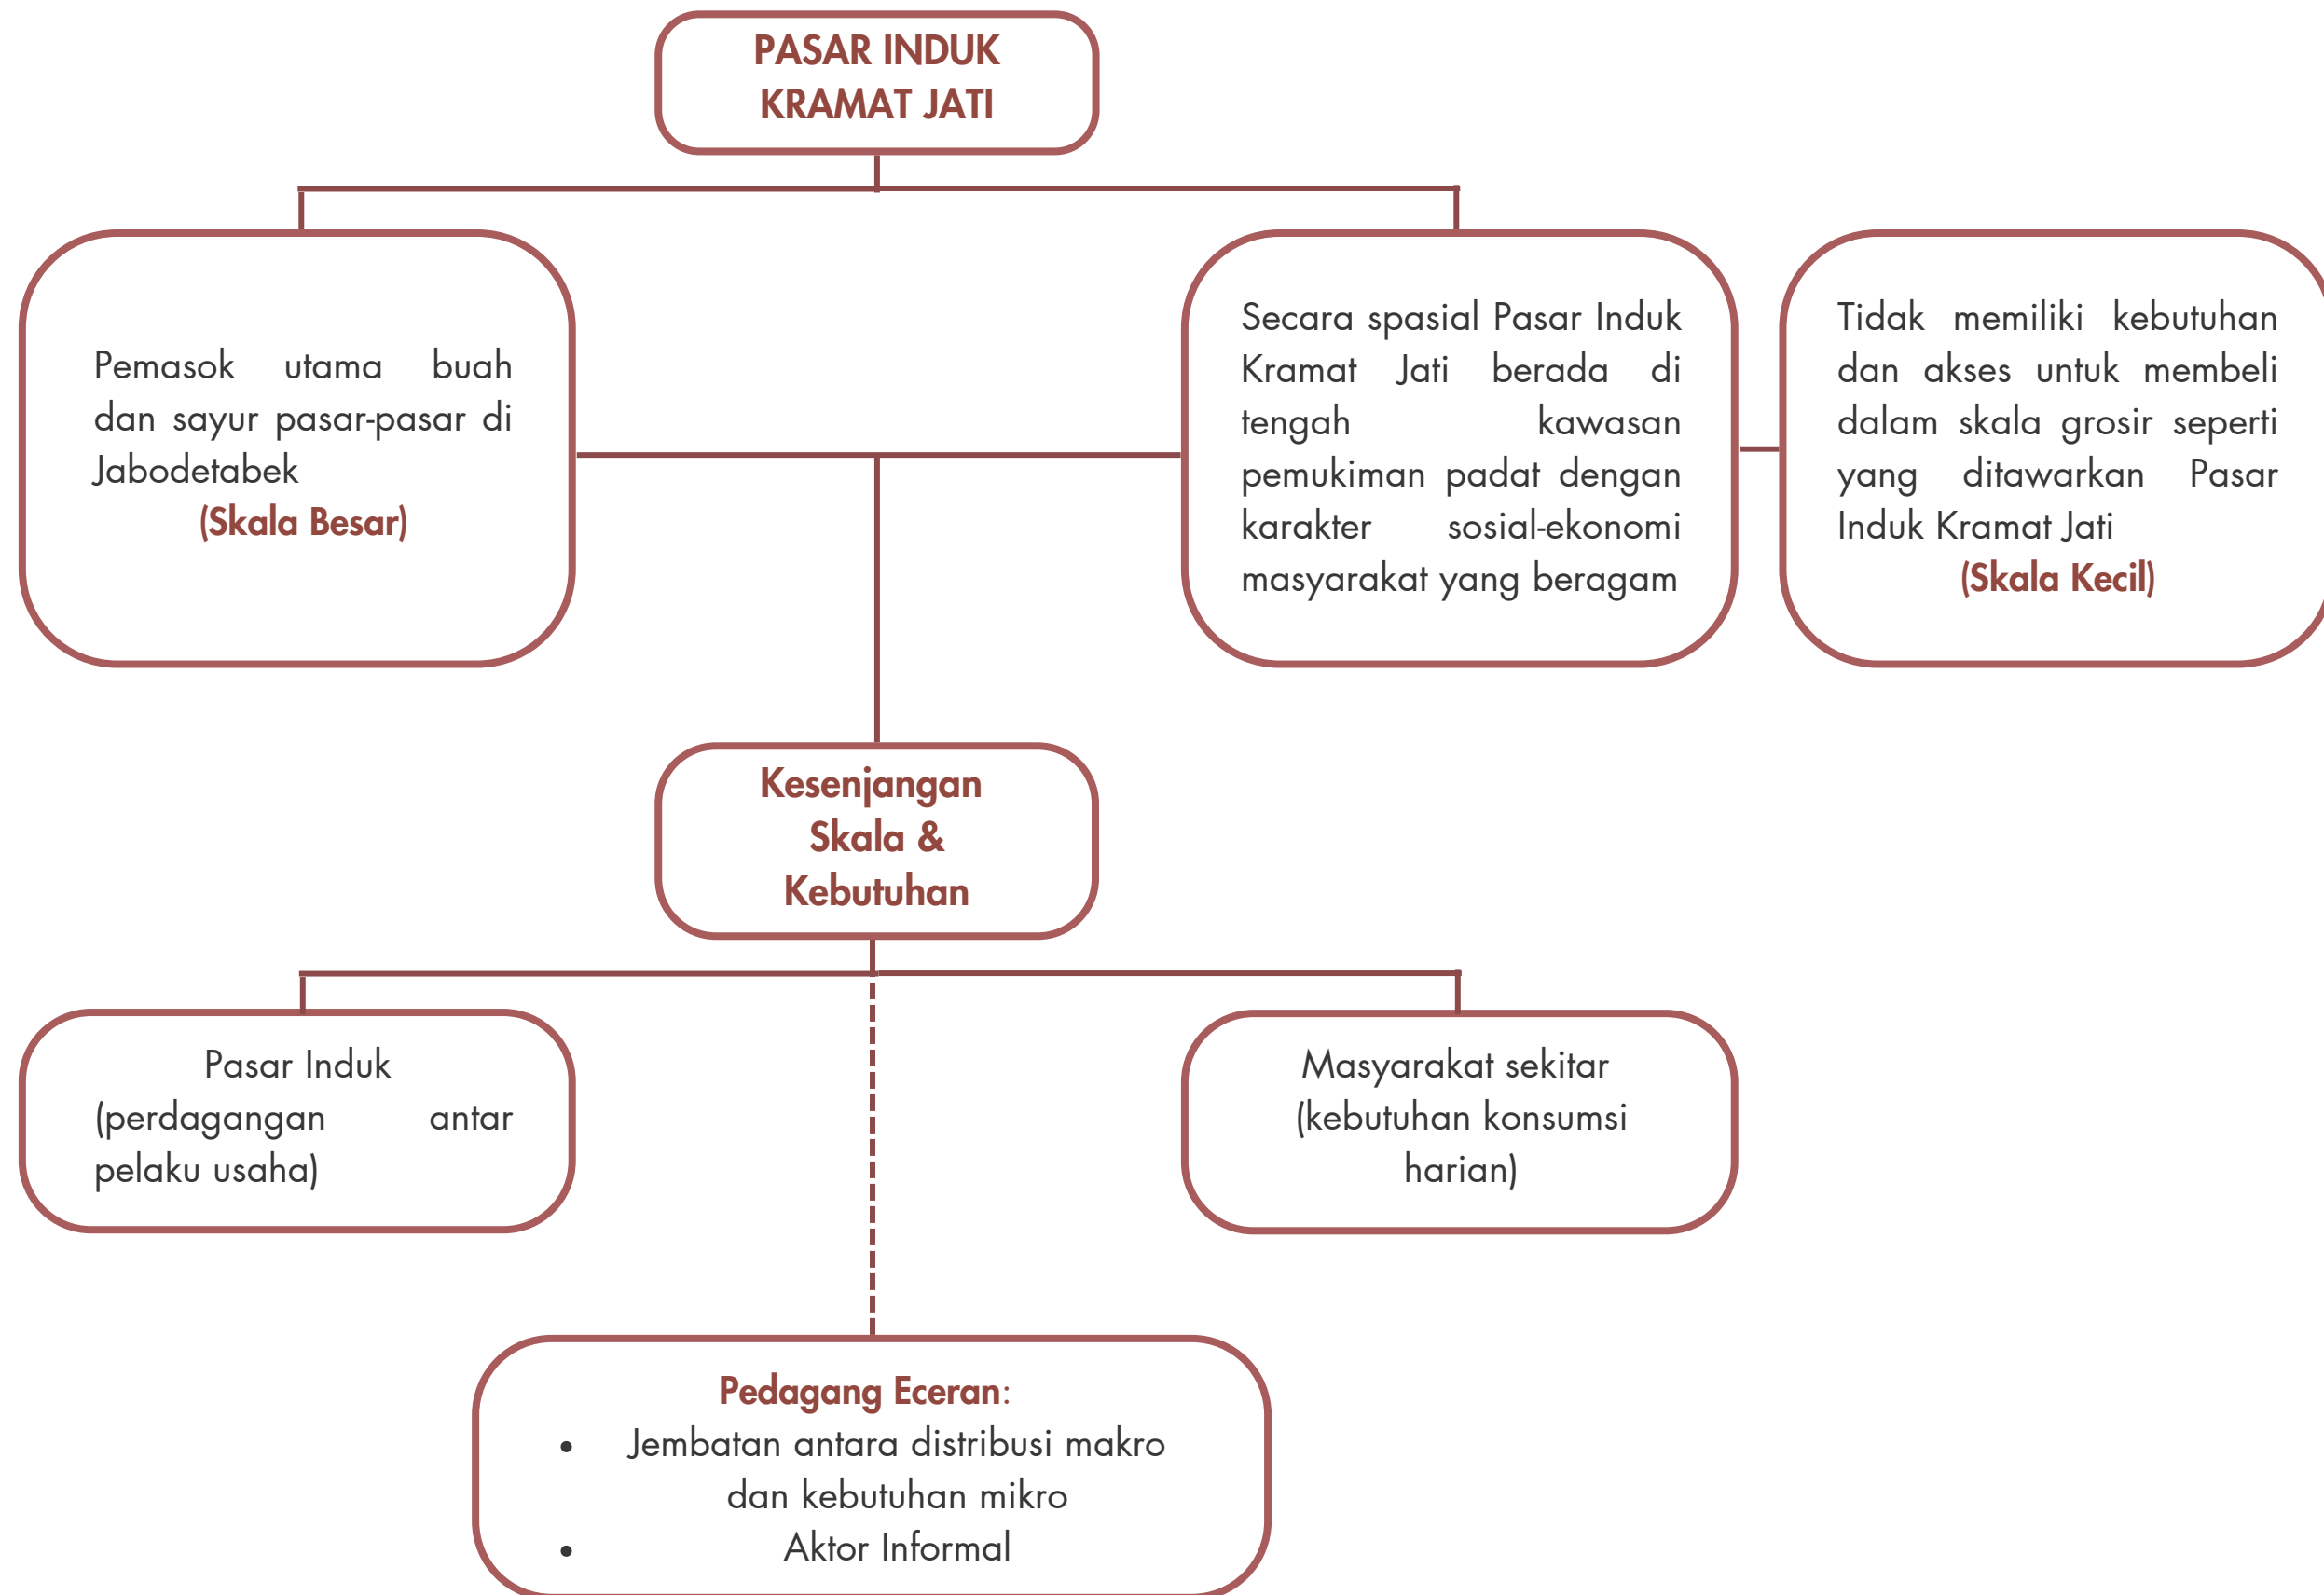 PASAR INDUK
KRAMAT JATI
Pemasok utama buah
dan sayur pasar-pasar di
Jabodetabek
(Skala Besar)
Secara spasial Pasar Induk
Kramat Jati berada di
tengah kawasan
pemukiman padat dengan
karakter sosial-ekonomi
masyarakat yang beragam
Tidak memiliki kebutuhan
dan akses untuk membeli
dalam skala grosir seperti
yang ditawarkan Pasar
Induk Kramat Jati
(Skala Kecil)
Kesenjangan
Skala &
Kebutuhan
Pasar Induk
(perdagangan antar
pelaku usaha)
Masyarakat sekitar
(kebutuhan konsumsi
harian)
Pedagang Eceran:
• Jembatan antara distribusi makro
dan kebutuhan mikro
• Aktor Informal